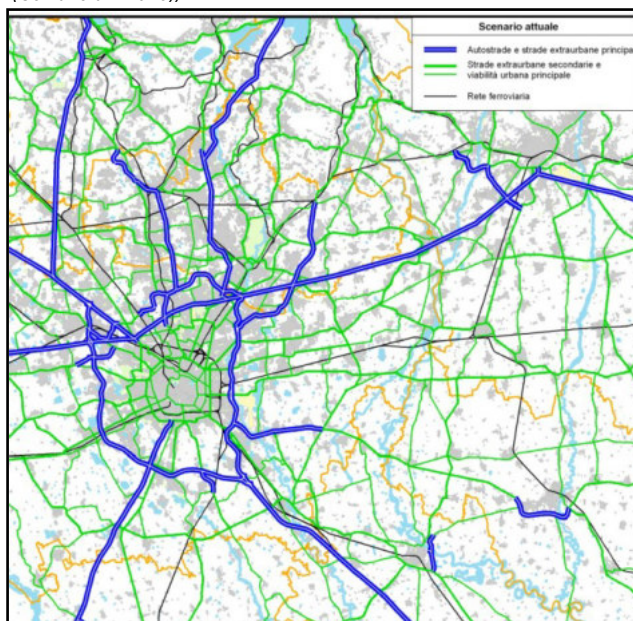 Scenario attuale
Autostrade e strade extraurbane principa
Strade extraurbane secondarie e
viabilità urbana principale
Rete ferroviaria